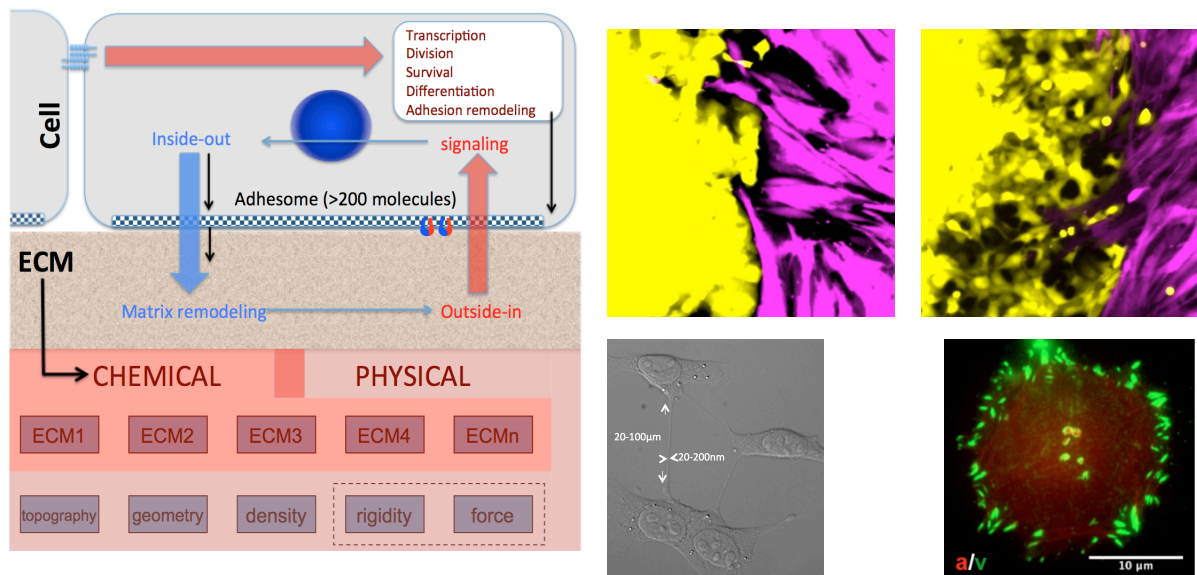 Cell
Transcription
Division
Survival
Differentiation
Adhesion remodeling
Inside-out
signaling
Adhesome (>200 molecules)
ECM
Matrix remodeling
Outside-in
CHEMICAL
PHYSICAL
ECM1
ECM2
ECM3
ECM4
ECMn
topography
geometry
density
rigidity
force
20-100µm
20-200nm
a/v
10 µm